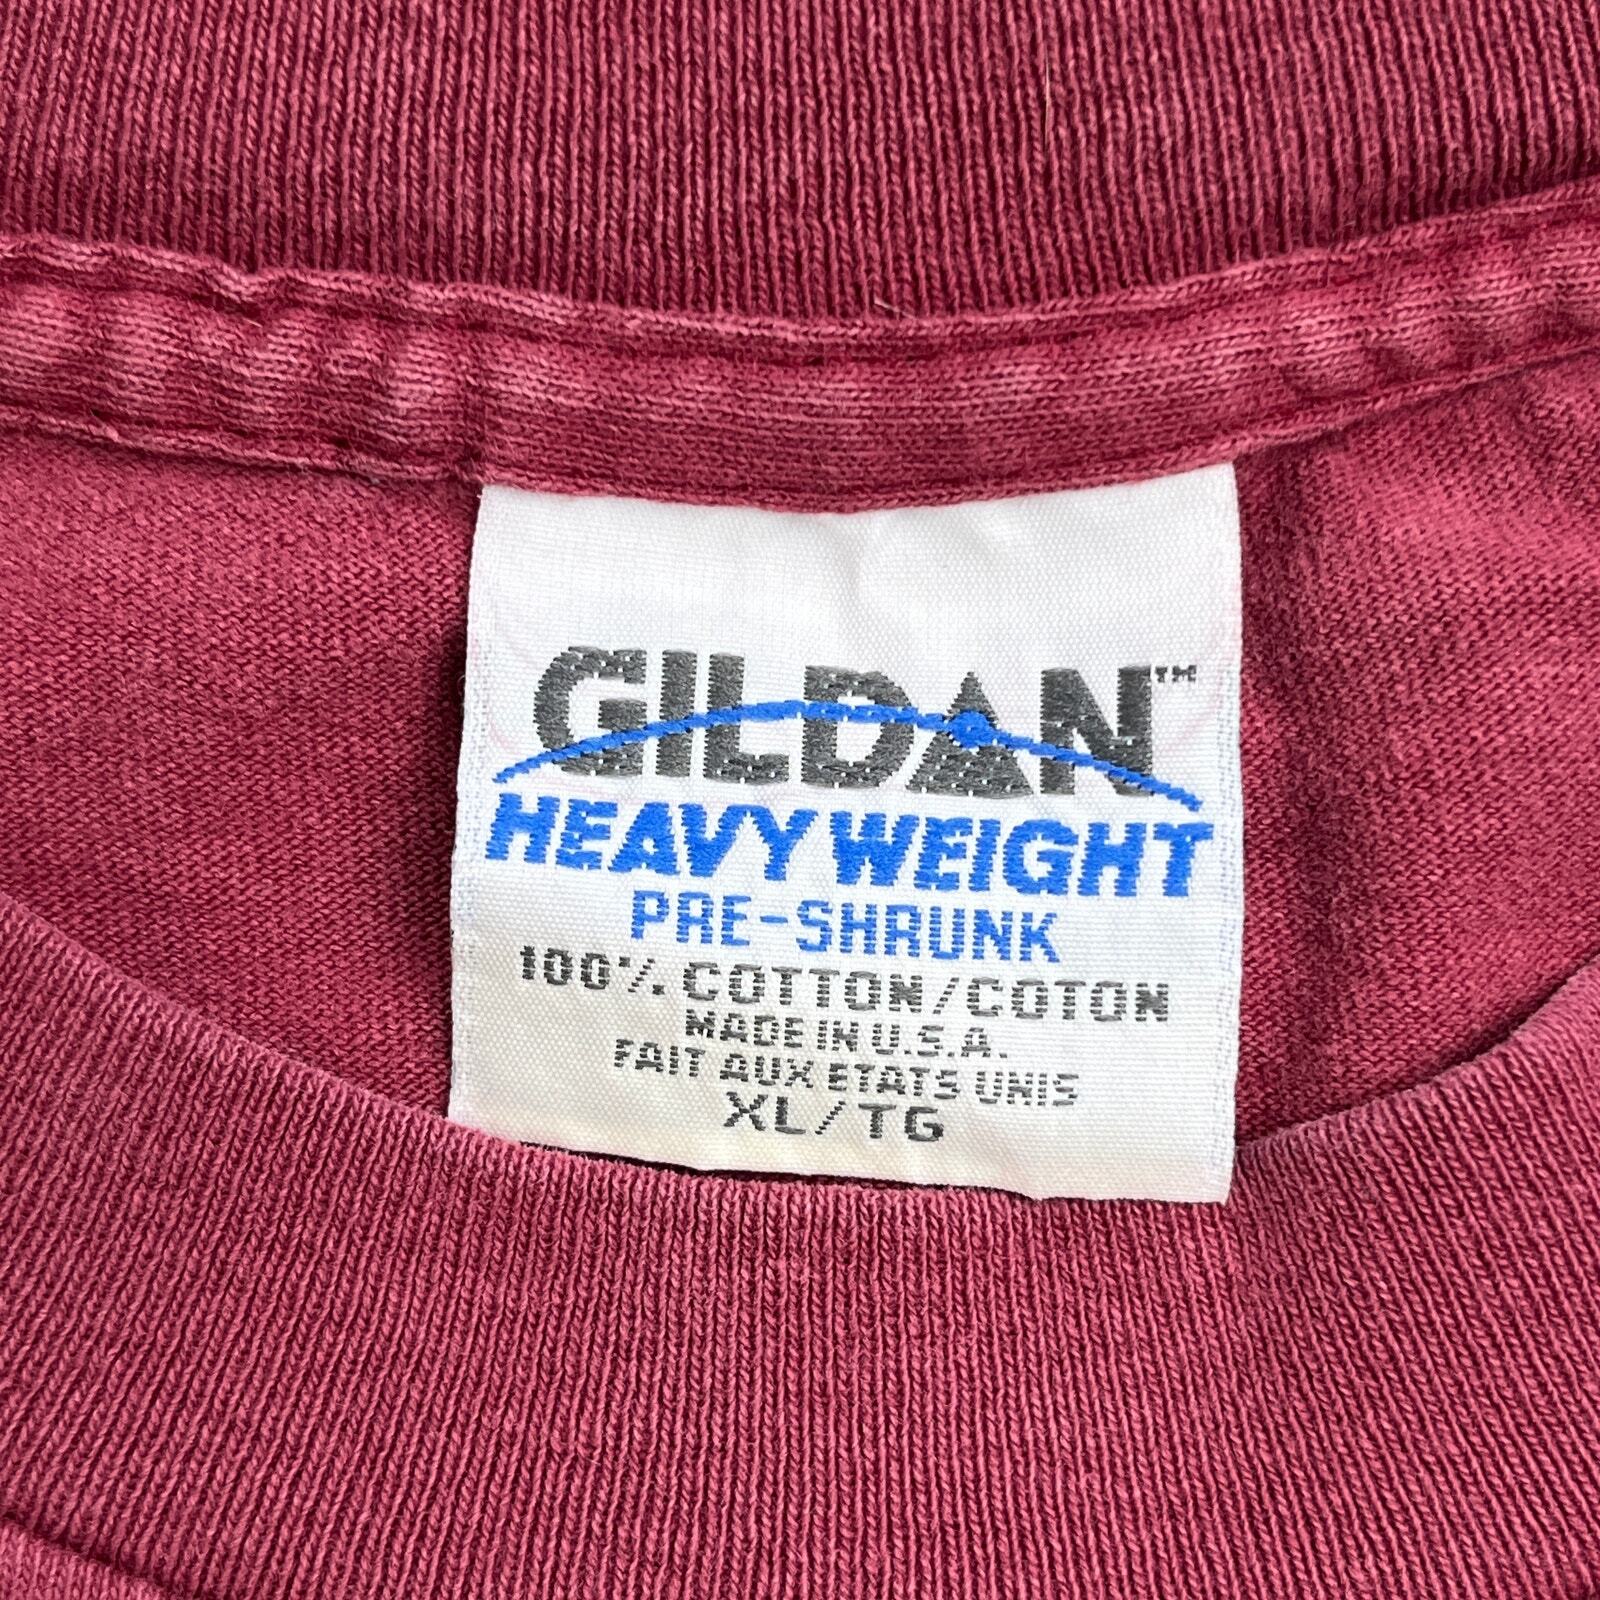 GILDAN™
HEAVY WEIGHT
PRE-SHRUNK
100% COTTON/COTON
MADE IN U.S.A.
FAIT AUX ETATS UNIS
XL/TG